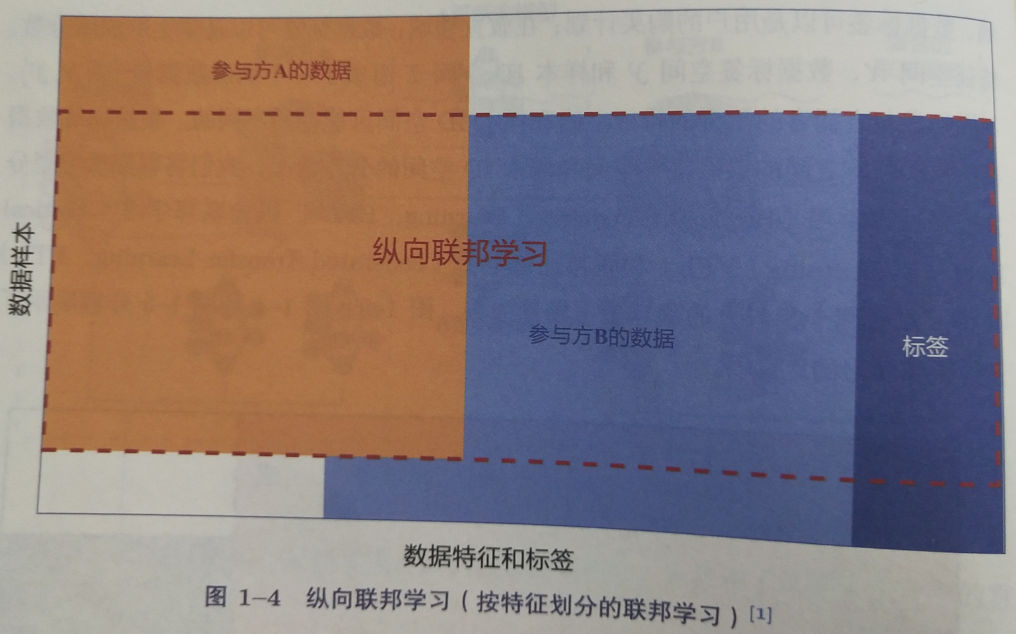 参与方A的数据
数据样本
纵向联邦学习
参与方B的数据
标签
数据特征和标签
图 1-4 纵向联邦学习(按特征划分的联邦学习)[1]